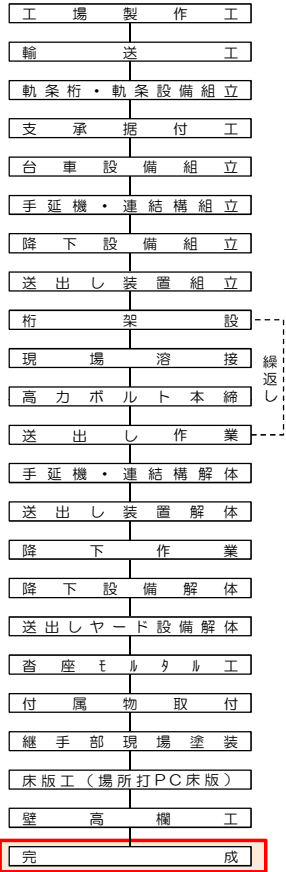 工場製作工
輸送工
軌条桁・軌条設備組立
支承据付工
台車設備組立
手延機・連結構組立
降下設備組立
送出し装置組立
桁架設
現場溶接
高力ボルト本締
送出し作業
繰返し
手延機・連結構解体
送出し装置解体
降下作業
降下設備解体
送出しヤード設備解体
沓座ﾓﾙﾀﾙ工
付属物取付
継手部現場塗装
床版工（場所打PC床版）
壁高欄工
完成